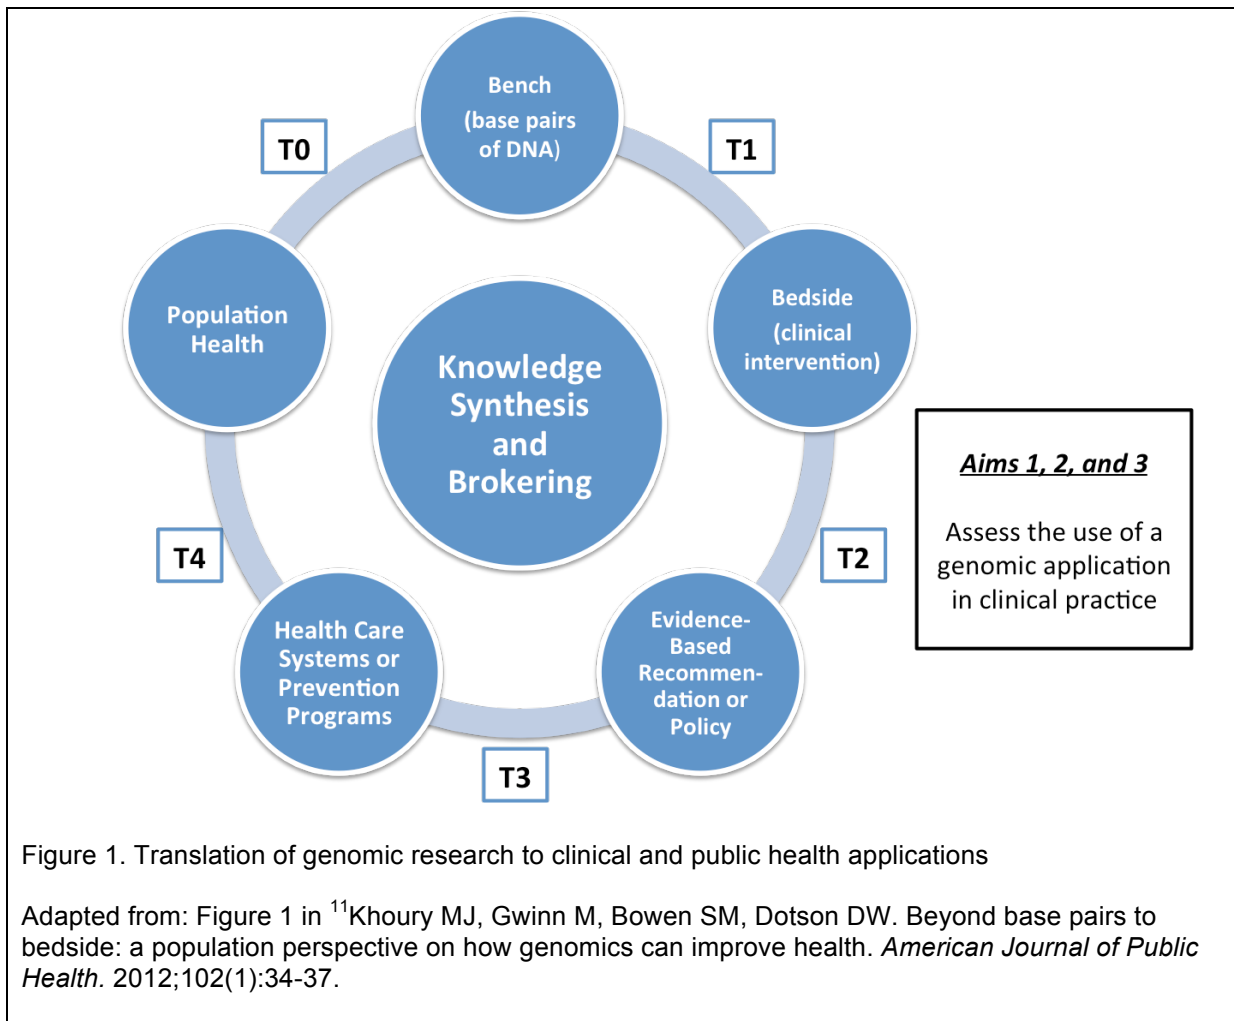 Bench
(base pairs
of DNA)
T0
T1
Population
Health
Bedside
(clinical
intervention)
Knowledge
Synthesis
and
Brokering
Aims 1, 2, and 3
Assess the use of a
genomic application
in clinical practice
T4
T2
Health Care
Systems or
Prevention
Programs
Evidence-
Based
Recommen-
dation or
Policy
T3
Figure 1. Translation of genomic research to clinical and public health applications
Adapted from: Figure 1 in 11Khoury MJ, Gwinn M, Bowen SM, Dotson DW. Beyond base pairs to
bedside: a population perspective on how genomics can improve health. American Journal of Public
Health. 2012;102(1):34-37.